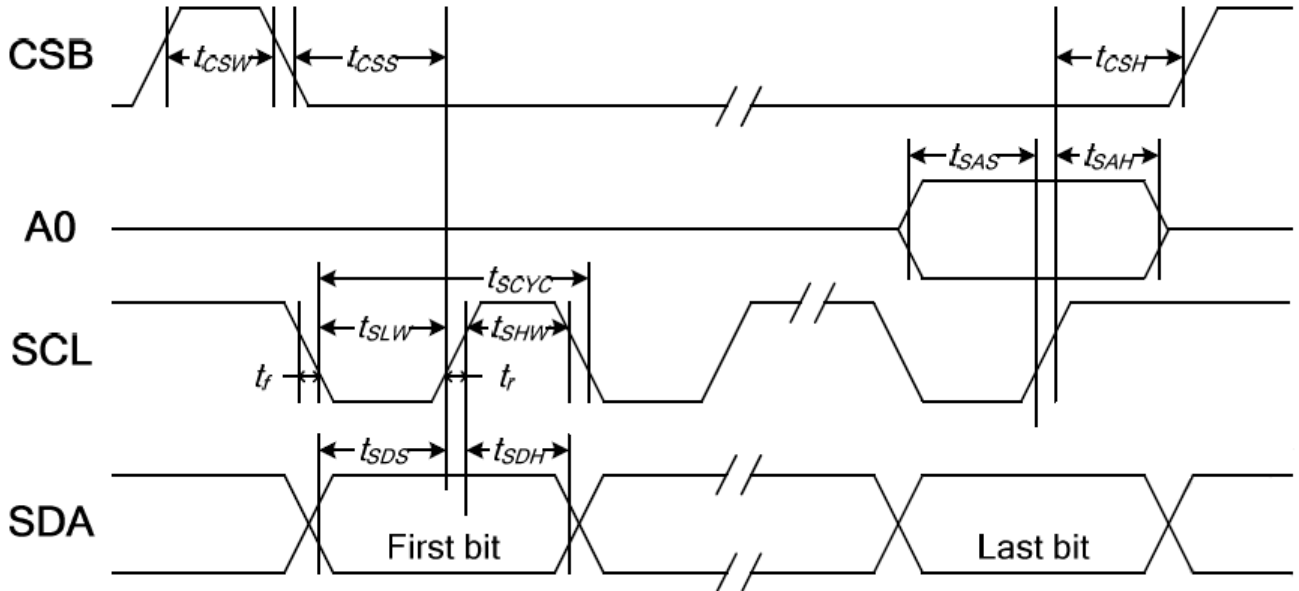 CSB
tCSW
tCSS
tCSH
tSAS
tSAH
A0
tSCYC
SCL
tSLW
tSHW
tf
tr
tSDS
tSDH
SDA
First bit
Last bit